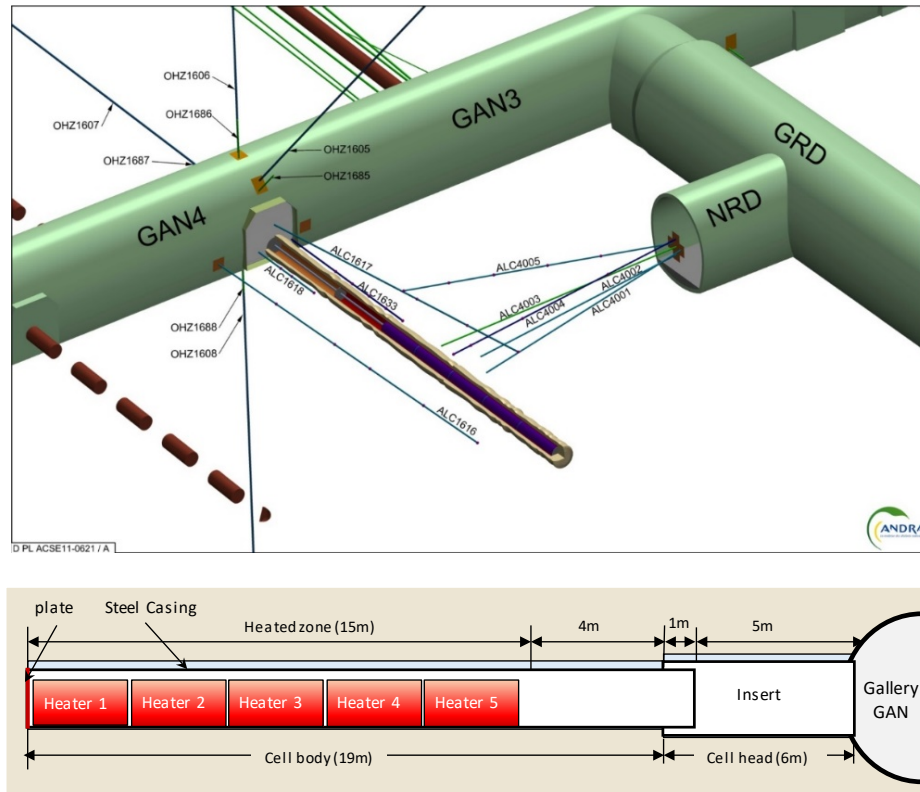 OHZ1606
OHZ1607
OHZ1686
GAN3
OHZ1687
OHZ1605
OHZ1685
GRD
GAN4
NRD
ALC1617
ALC4005
ALC4002
ALC1618
ALC1633
ALC4003
ALC4004
ALC4001
OHZ1688
OHZ1608
ALC1616
ANDRA
D PL ACSE11-0621 / A
plate
Steel Casing
Heated zone (15m)
4m
1m
5m
Heater 1
Heater 2
Heater 3
Heater 4
Heater 5
Insert
Gallery
GAN
Cell body (19m)
Cell head (6m)